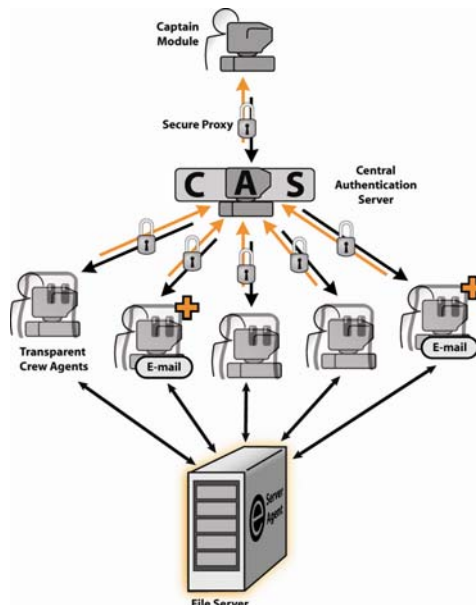 Captain
Module
Secure Proxy
C A S
Central
Authentication
Server
Transparent
Crew Agents
E-mail
E-mail
e
Server
Agent
File Server